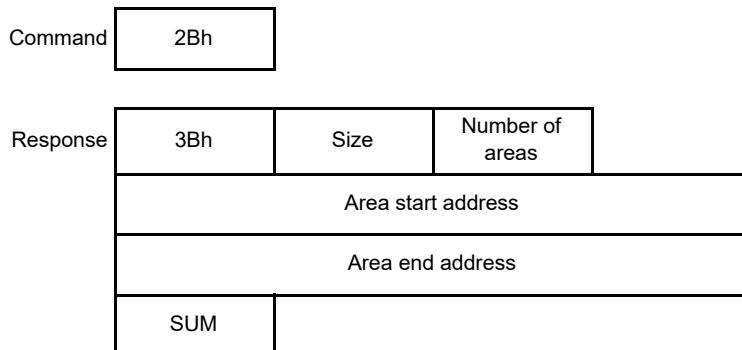 Command 2Bh
Response 3Bh Size Number of
areas
Area start address
Area end address
SUM